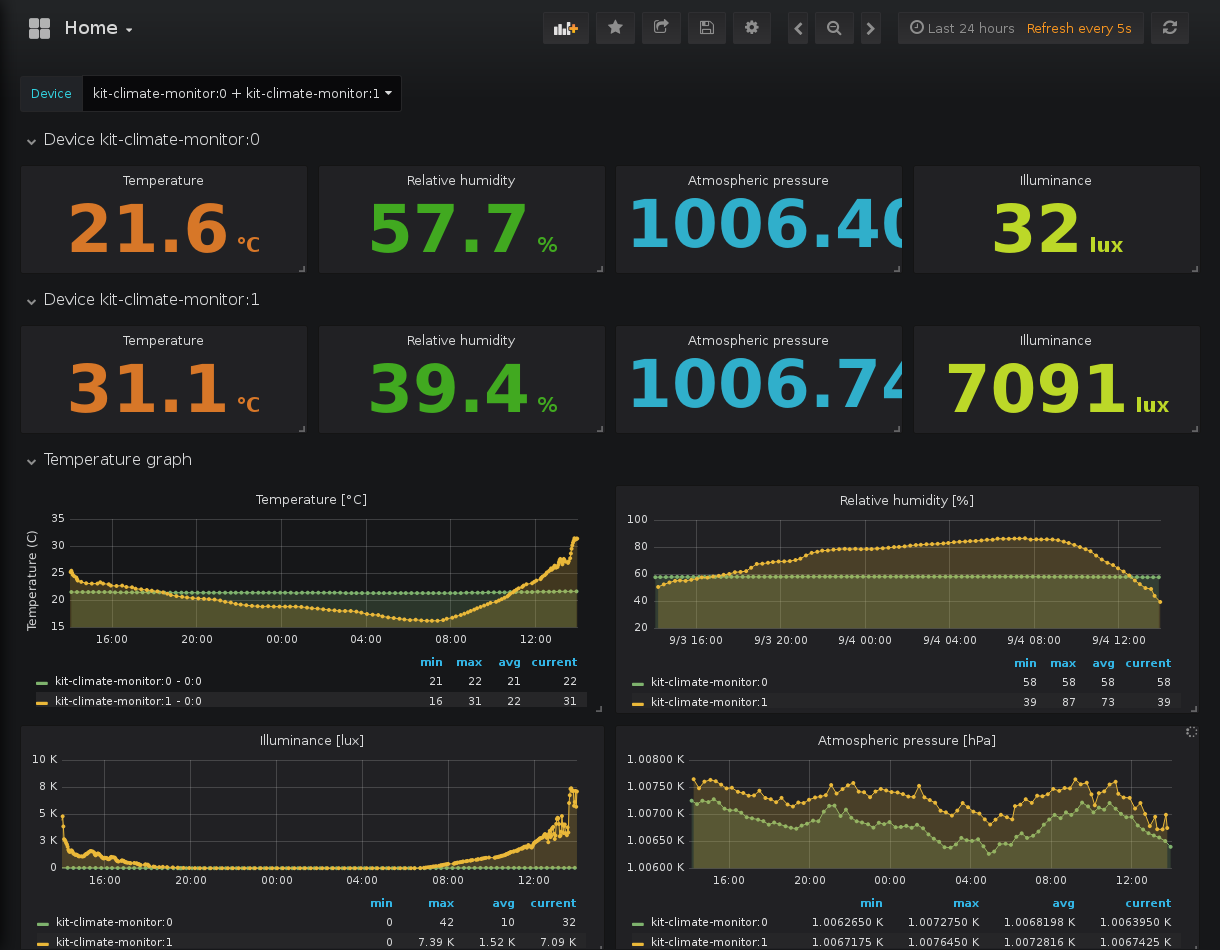 Home
Last 24 hours Refresh every 5s
Device kit-climate-monitor:0 + kit-climate-monitor:1
Device kit-climate-monitor:0
Temperature Relative humidity Atmospheric pressure Illuminance
21.6 °C 57.7 % 1006.40 32 lux
Device kit-climate-monitor:1
Temperature Relative humidity Atmospheric pressure Illuminance
31.1 °C 39.4 % 1006.74 7091 lux
Temperature graph
Temperature [°C]
Temperature (C)
35
30
25
20
15
16:00 20:00 00:00 04:00 08:00 12:00
min max avg current
kit-climate-monitor:0 - 0:0 21 22 21 22
kit-climate-monitor:1 - 0:0 16 31 22 31
Relative humidity [%]
100
80
60
40
20
9/3 16:00 9/3 20:00 9/4 00:00 9/4 04:00 9/4 08:00 9/4 12:00
min max avg current
kit-climate-monitor:0 58 58 58 58
kit-climate-monitor:1 39 87 73 39
Illuminance [lux]
10 K
8 K
5 K
3 K
0
16:00 20:00 00:00 04:00 08:00 12:00
min max avg current
kit-climate-monitor:0 0 42 10 32
kit-climate-monitor:1 0 7.39 K 1.52 K 7.09 K
Atmospheric pressure [hPa]
1.00800 K
1.00750 K
1.00700 K
1.00650 K
1.00600 K
16:00 20:00 00:00 04:00 08:00 12:00
min max avg current
kit-climate-monitor:0 1.0062650 K 1.0072750 K 1.0068198 K 1.0063950 K
kit-climate-monitor:1 1.0067175 K 1.0076450 K 1.0072816 K 1.0067425 K